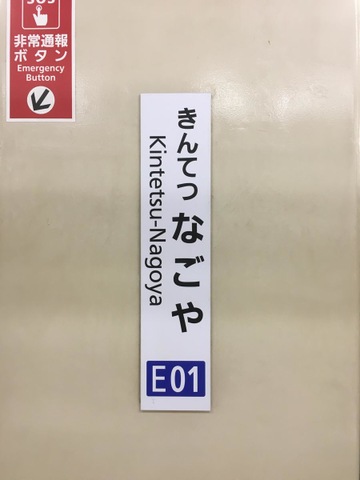 SOS
非常通報
ボタン
Emergency
Button
きんてつ なごや
Kintetsu-Nagoya
E01